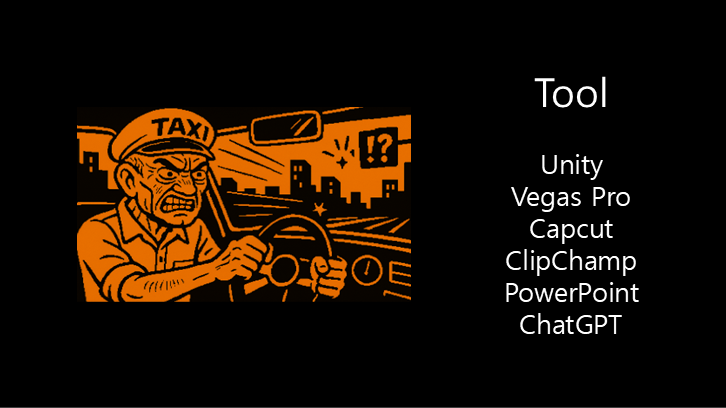 TAXI
!?
Tool
Unity
Vegas Pro
Capcut
ClipChamp
PowerPoint
ChatGPT